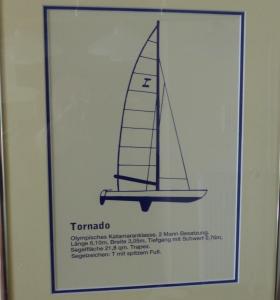 Tornado
Olympisches Katamaranklasse, 2 Mann-Besatzung,
Länge 6,10m, Breite 3,05m, Tiefgang mit Schwert 0,76m,
Segelfläche 21,8 qm, Trapez.
Segelzeichen: T mit spitzem Fuß.